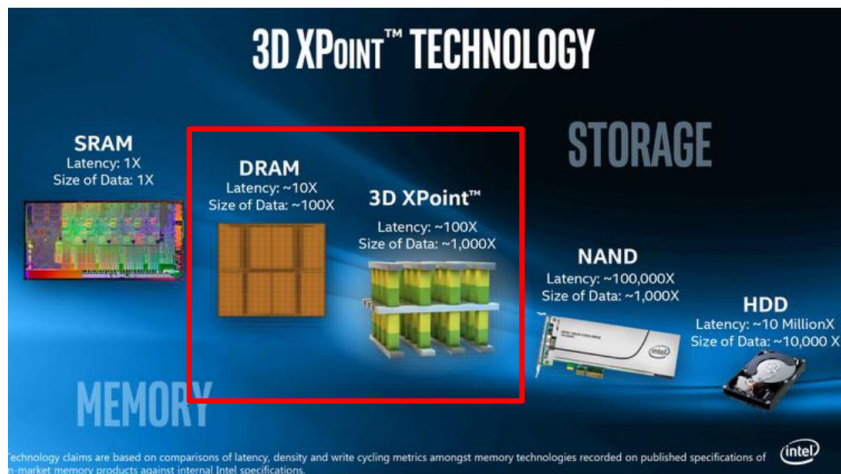 3D XPOINT™ TECHNOLOGY
STORAGE
SRAM
Latency: 1X
Size of Data: 1X
DRAM
Latency: ~10X
Size of Data: ~100X
3D XPoint™
Latency: ~100X
Size of Data: ~1,000X
NAND
Latency: ~100,000X
Size of Data: ~1,000X
HDD
Latency: ~10 MillionX
Size of Data: ~10,000 X
(intel)
MEMORY
echnology claims are based on comparisons of latency, density and write cycling metrics amongst memory technologies recorded on published specifications of
n-market memory products against internal Intel specifications.
(intel)